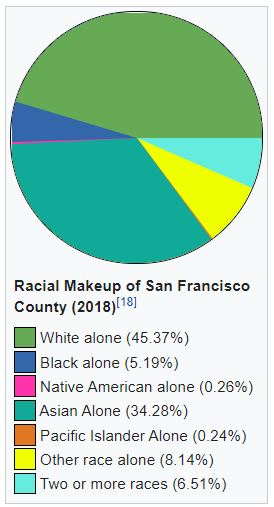 Racial Makeup of San Francisco
County (2018)[18]
White alone (45.37%)
Black alone (5.19%)
Native American alone (0.26%)
Asian Alone (34.28%)
Pacific Islander Alone (0.24%)
Other race alone (8.14%)
Two or more races (6.51%)